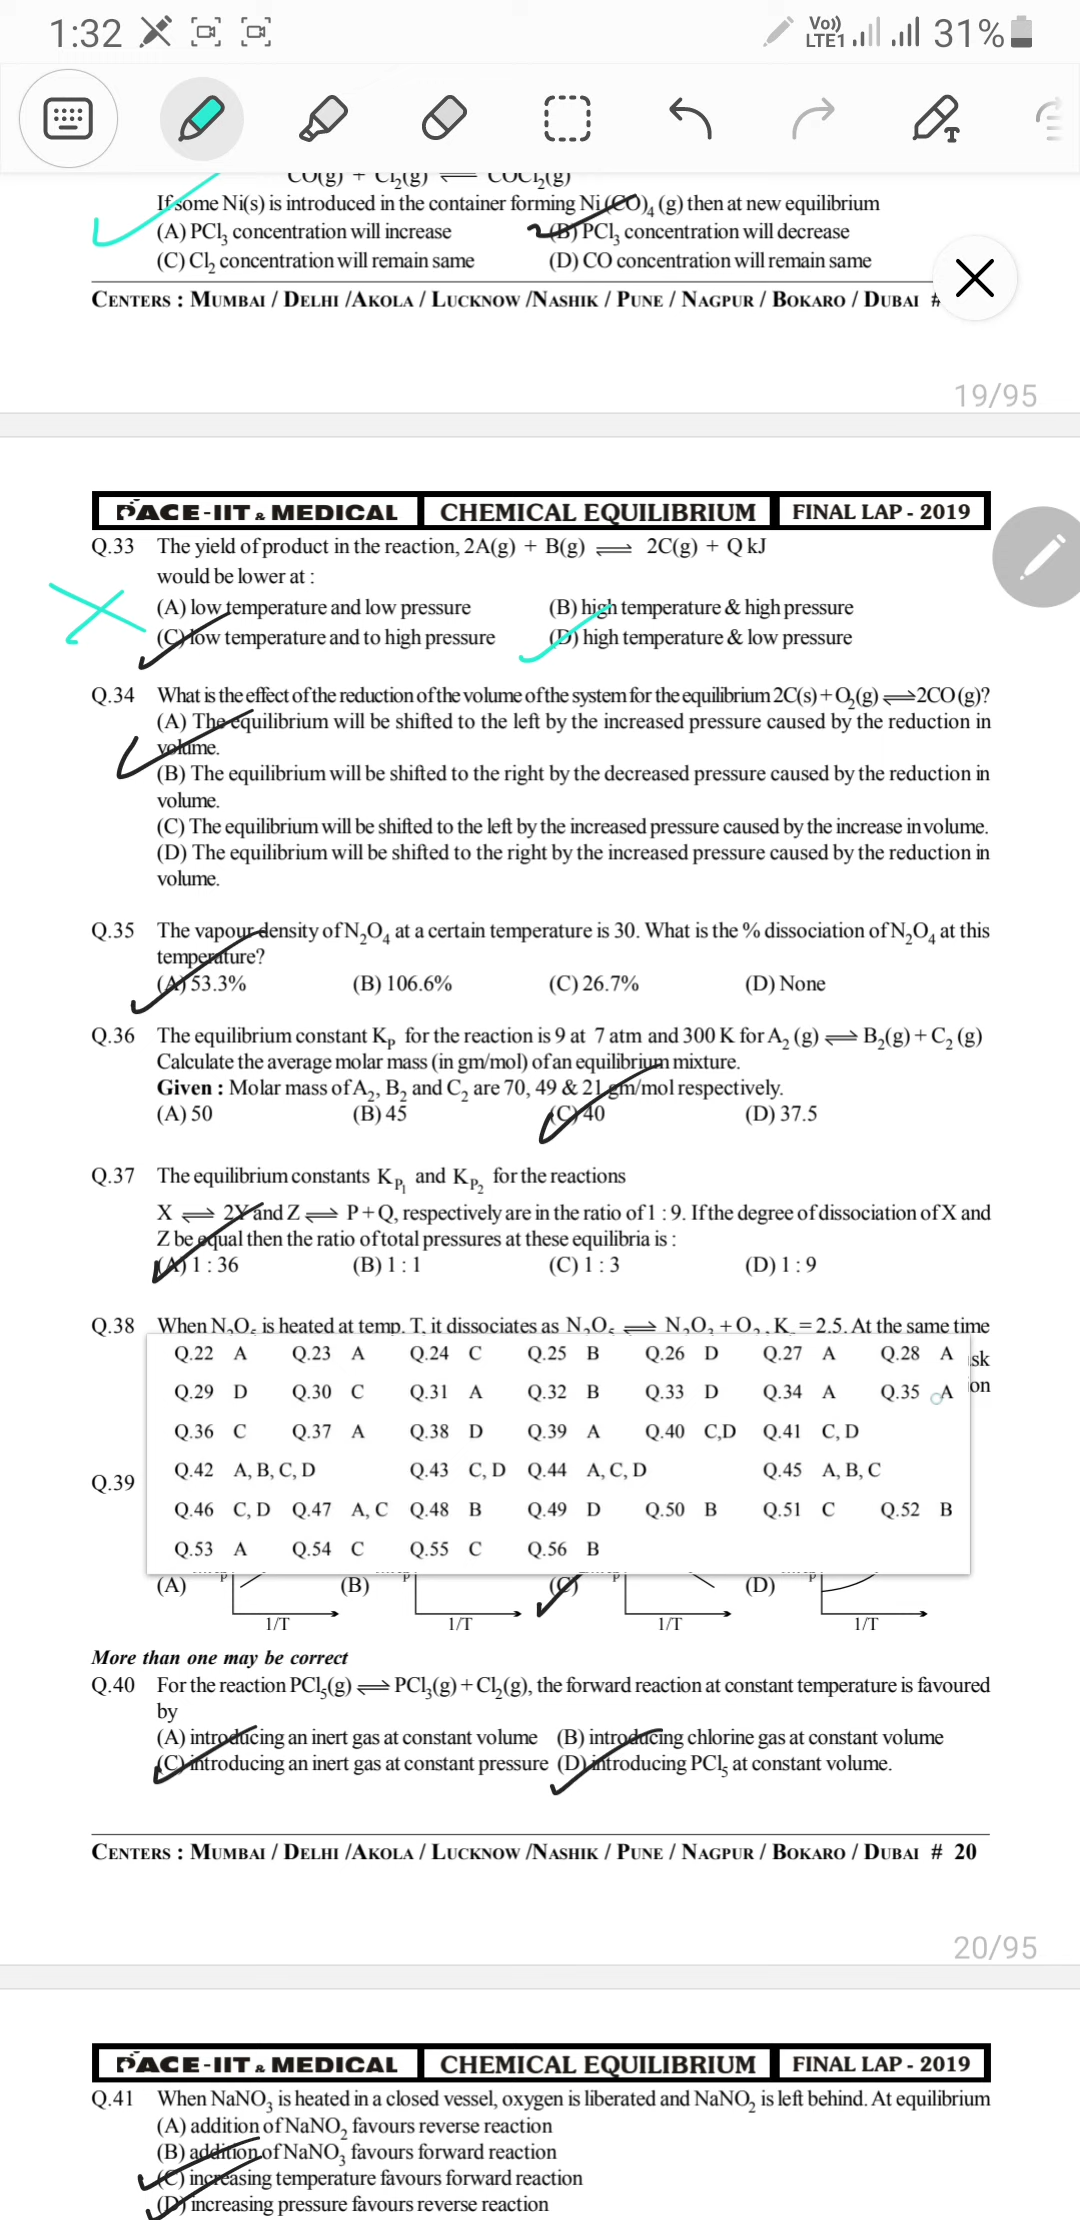 1:32
Vo))
LTE1
31%
CO(g) + Cl₂(g) ⇌ COCl₂(g)
If some Ni(s) is introduced in the container forming Ni(CO)₄ (g) then at new equilibrium
(A) PCl₃ concentration will increase (B) PCl₃ concentration will decrease
(C) Cl₂ concentration will remain same (D) CO concentration will remain same
CENTERS : MUMBAI / DELHI /AKOLA / LUCKNOW /NASHIK / PUNE / NAGPUR / BOKARO / DUBAI #
19/95
PACE-IIT & MEDICAL CHEMICAL EQUILIBRIUM FINAL LAP - 2019
Q.33 The yield of product in the reaction, 2A(g) + B(g) ⇌ 2C(g) + Q kJ
would be lower at :
(A) low temperature and low pressure (B) high temperature & high pressure
(C) low temperature and to high pressure (D) high temperature & low pressure
Q.34 What is the effect of the reduction of the volume of the system for the equilibrium 2C(s) + O₂(g) ⇌ 2CO (g)?
(A) The equilibrium will be shifted to the left by the increased pressure caused by the reduction in
volume.
(B) The equilibrium will be shifted to the right by the decreased pressure caused by the reduction in
volume.
(C) The equilibrium will be shifted to the left by the increased pressure caused by the increase in volume.
(D) The equilibrium will be shifted to the right by the increased pressure caused by the reduction in
volume.
Q.35 The vapour density of N₂O₄ at a certain temperature is 30. What is the % dissociation of N₂O₄ at this
temperature?
(A) 53.3% (B) 106.6% (C) 26.7% (D) None
Q.36 The equilibrium constant Kₚ for the reaction is 9 at 7 atm and 300 K for A₂ (g) ⇌ B₂(g) + C₂ (g)
Calculate the average molar mass (in gm/mol) of an equilibrium mixture.
Given : Molar mass of A₂, B₂ and C₂ are 70, 49 & 21 gm/mol respectively.
(A) 50 (B) 45 (C) 40 (D) 37.5
Q.37 The equilibrium constants K_P₁ and K_P₂ for the reactions
X ⇌ 2Y and Z ⇌ P + Q, respectively are in the ratio of 1 : 9. If the degree of dissociation of X and
Z be equal then the ratio of total pressures at these equilibria is :
(A) 1 : 36 (B) 1 : 1 (C) 1 : 3 (D) 1 : 9
Q.38 When N₂O₅ is heated at temp. T, it dissociates as N₂O₅ ⇌ N₂O₃ + O₂, K = 2.5. At the same time
Q.22 A Q.23 A Q.24 C Q.25 B Q.26 D Q.27 A Q.28 A
sk
Q.29 D Q.30 C Q.31 A Q.32 B Q.33 D Q.34 A Q.35 A
on
Q.36 C Q.37 A Q.38 D Q.39 A Q.40 C,D Q.41 C, D
Q.39
Q.42 A, B, C, D Q.43 C, D Q.44 A, C, D Q.45 A, B, C
Q.46 C, D Q.47 A, C Q.48 B Q.49 D Q.50 B Q.51 C Q.52 B
Q.53 A Q.54 C Q.55 C Q.56 B
(A) (B) (C) (D)
1/T 1/T 1/T 1/T
More than one may be correct
Q.40 For the reaction PCl₅(g) ⇌ PCl₃(g) + Cl₂(g), the forward reaction at constant temperature is favoured
by
(A) introducing an inert gas at constant volume (B) introducing chlorine gas at constant volume
(C) introducing an inert gas at constant pressure (D) introducing PCl₅ at constant volume.
CENTERS : MUMBAI / DELHI /AKOLA / LUCKNOW /NASHIK / PUNE / NAGPUR / BOKARO / DUBAI # 20
20/95
PACE-IIT & MEDICAL CHEMICAL EQUILIBRIUM FINAL LAP - 2019
Q.41 When NaNO₃ is heated in a closed vessel, oxygen is liberated and NaNO₂ is left behind. At equilibrium
(A) addition of NaNO₂ favours reverse reaction
(B) addition of NaNO₃ favours forward reaction
(C) increasing temperature favours forward reaction
(D) increasing pressure favours reverse reaction